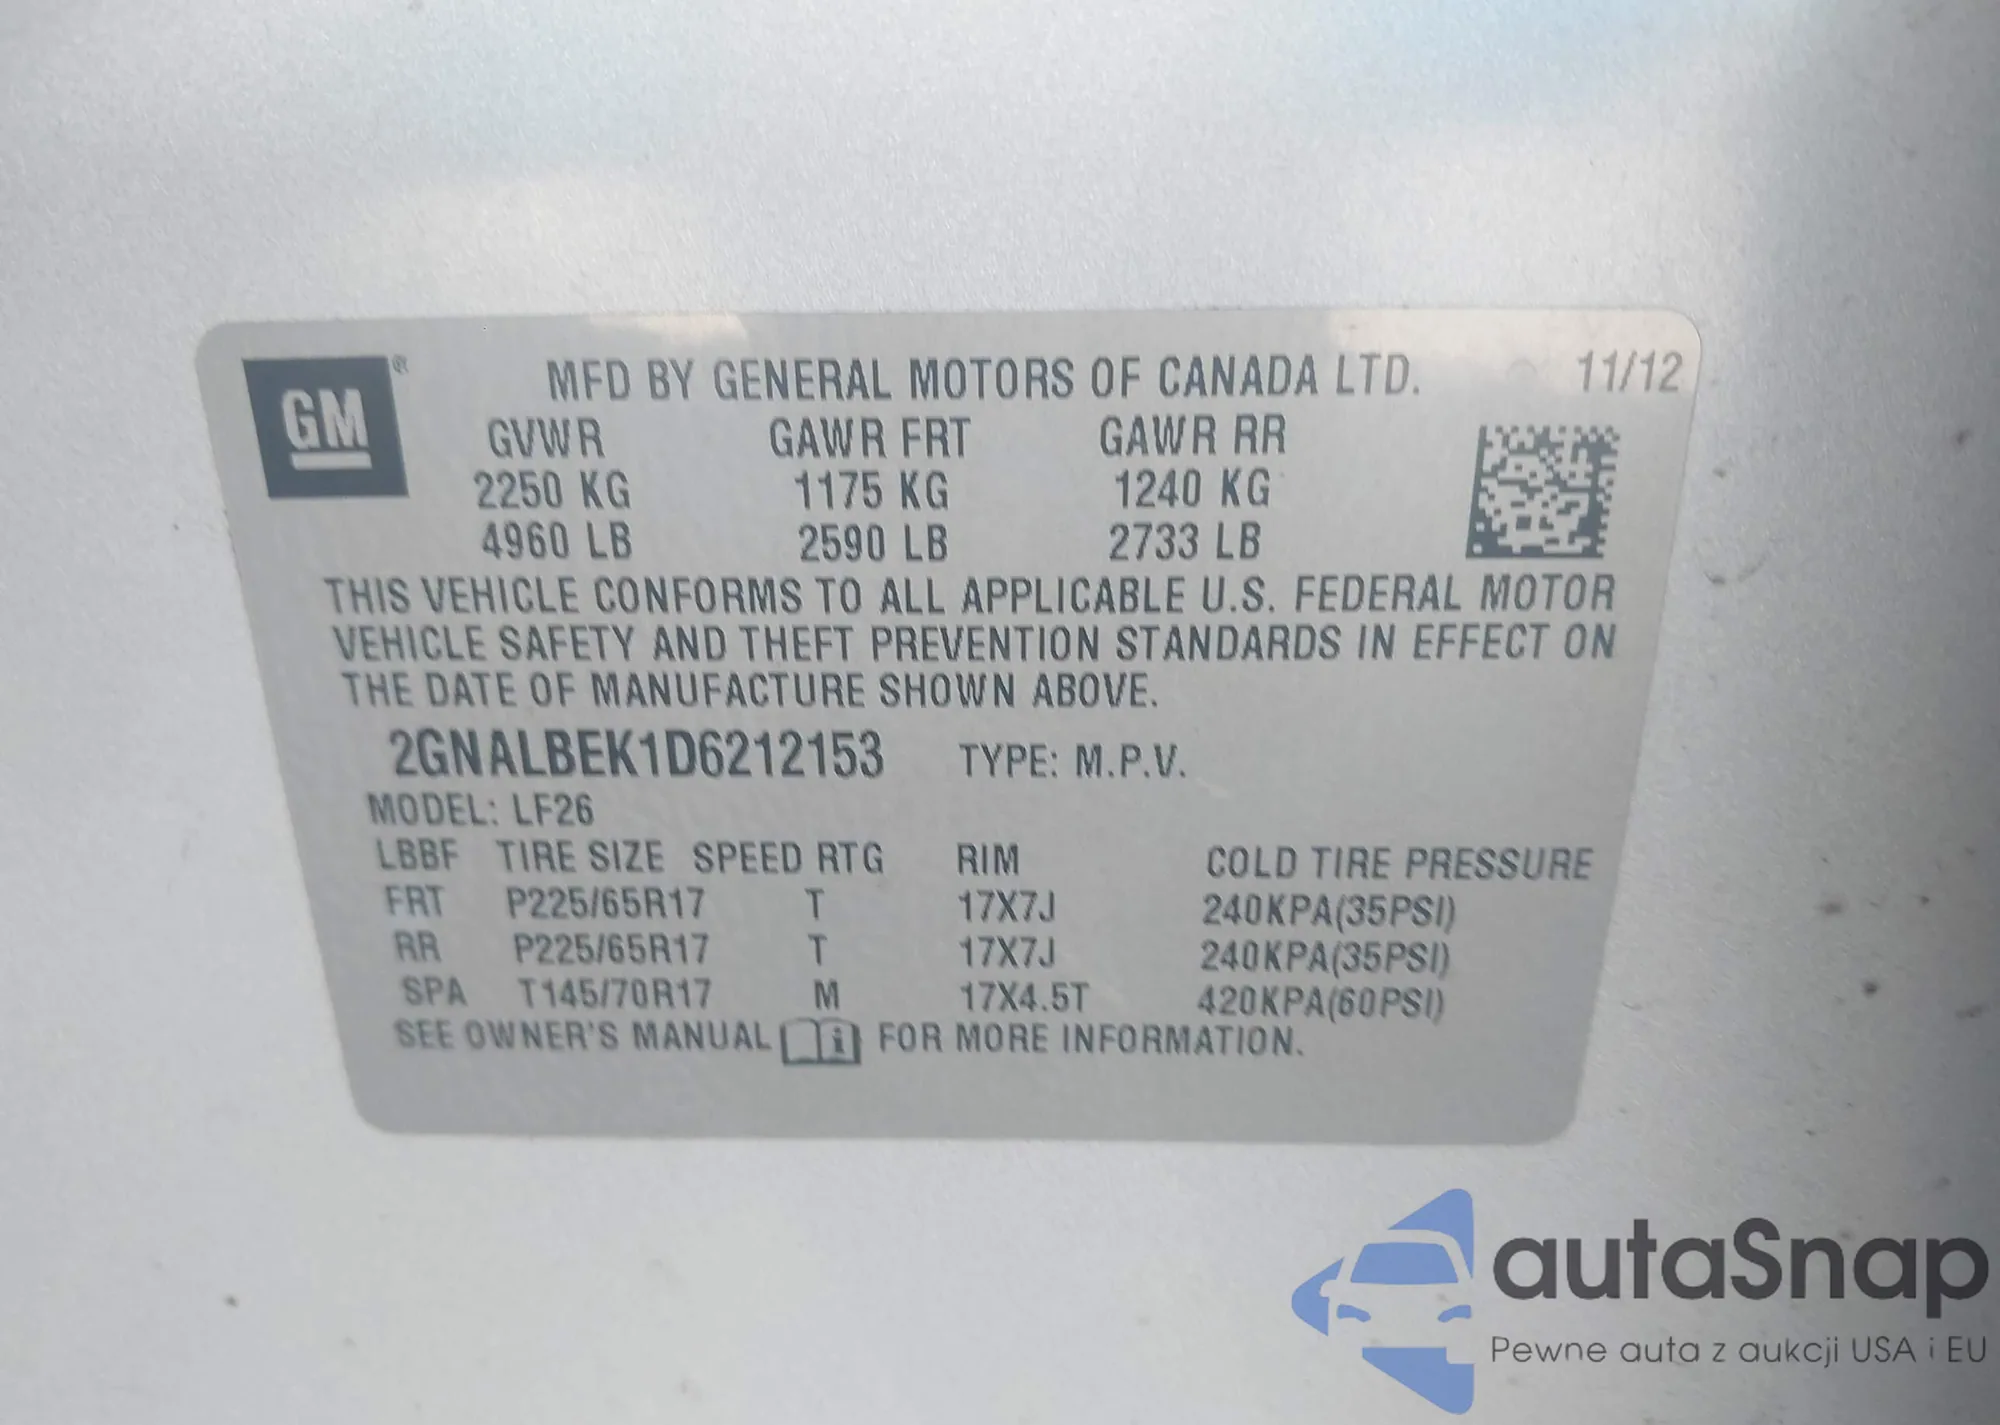 GM ® MFD BY GENERAL MOTORS OF CANADA LTD. 11/12
GVWR GAWR FRT GAWR RR
2250 KG 1175 KG 1240 KG
4960 LB 2590 LB 2733 LB
THIS VEHICLE CONFORMS TO ALL APPLICABLE U.S. FEDERAL MOTOR
VEHICLE SAFETY AND THEFT PREVENTION STANDARDS IN EFFECT ON
THE DATE OF MANUFACTURE SHOWN ABOVE.
2GNALBEK1D6212153 TYPE: M.P.V.
MODEL: LF26
LBBF TIRE SIZE SPEED RTG RIM COLD TIRE PRESSURE
FRT P225/65R17 T 17X7J 240KPA(35PSI)
RR P225/65R17 T 17X7J 240KPA(35PSI)
SPA T145/70R17 M 17X4.5T 420KPA(60PSI)
SEE OWNER'S MANUAL i FOR MORE INFORMATION.
autaSnap
Pewne auta z aukcji USA i EU